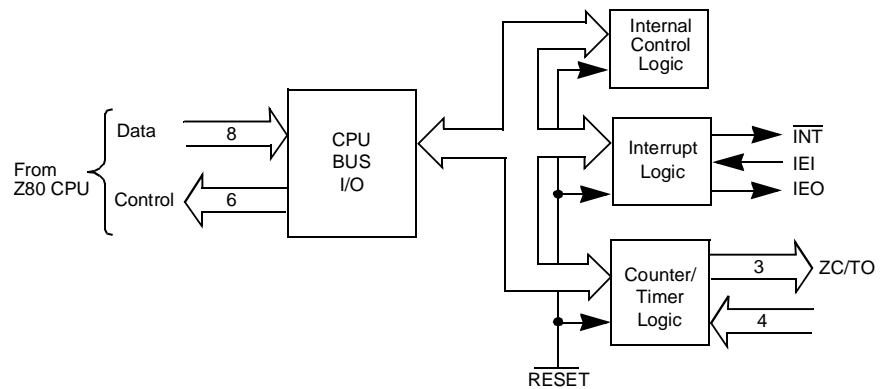 From
Z80 CPU
Data
8
Control
6
CPU
BUS
I/O
Internal
Control
Logic
Interrupt
Logic
INT
IEI
IEO
Counter/
Timer
Logic
3
ZC/TO
4
RESET